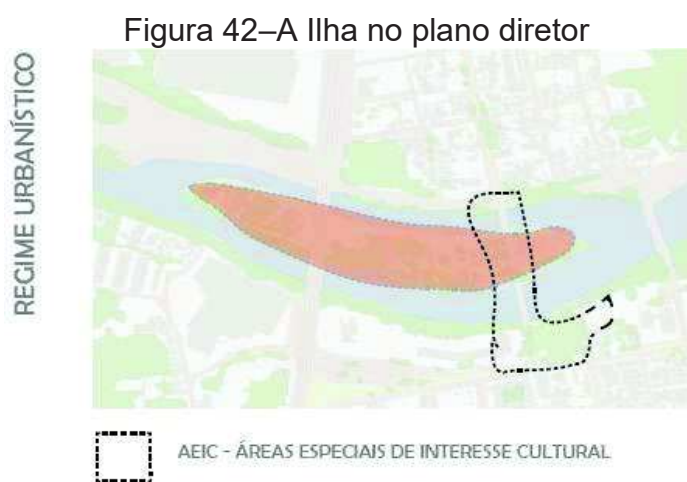 Figura 42–A Ilha no plano diretor
REGIME URBANÍSTICO
AEIC - ÁREAS ESPECIAIS DE INTERESSE CULTURAL